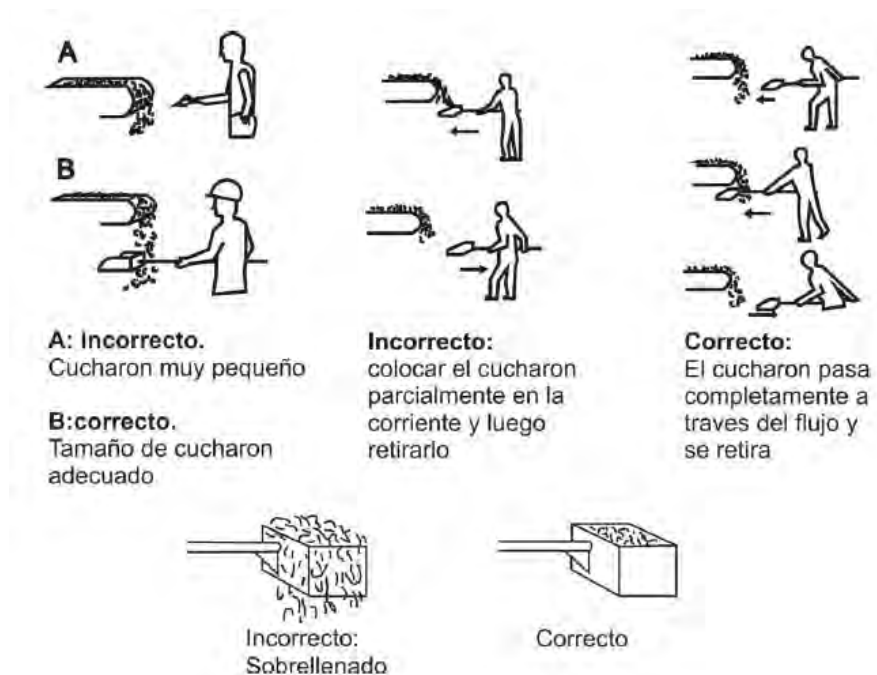 A
B
A: Incorrecto.
Cucharon muy pequeño
B:correcto.
Tamaño de cucharon
adecuado
Incorrecto:
colocar el cucharon
parcialmente en la
corriente y luego
retirarlo
Correcto:
El cucharon pasa
completamente a
traves del flujo y
se retira
Incorrecto:
Sobrellenado
Correcto